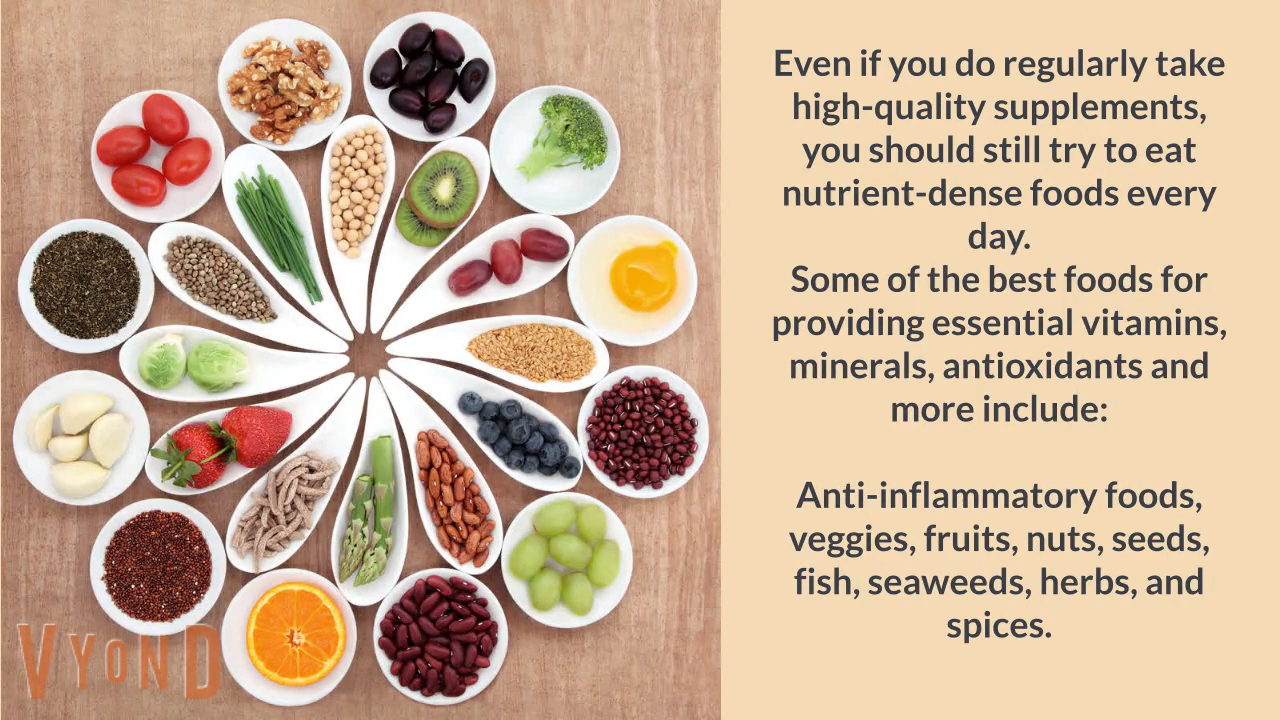 Even if you do regularly take
high-quality supplements,
you should still try to eat
nutrient-dense foods every
day.
Some of the best foods for
providing essential vitamins,
minerals, antioxidants and
more include:
Anti-inflammatory foods,
veggies, fruits, nuts, seeds,
fish, seaweeds, herbs, and
spices.
VYOND